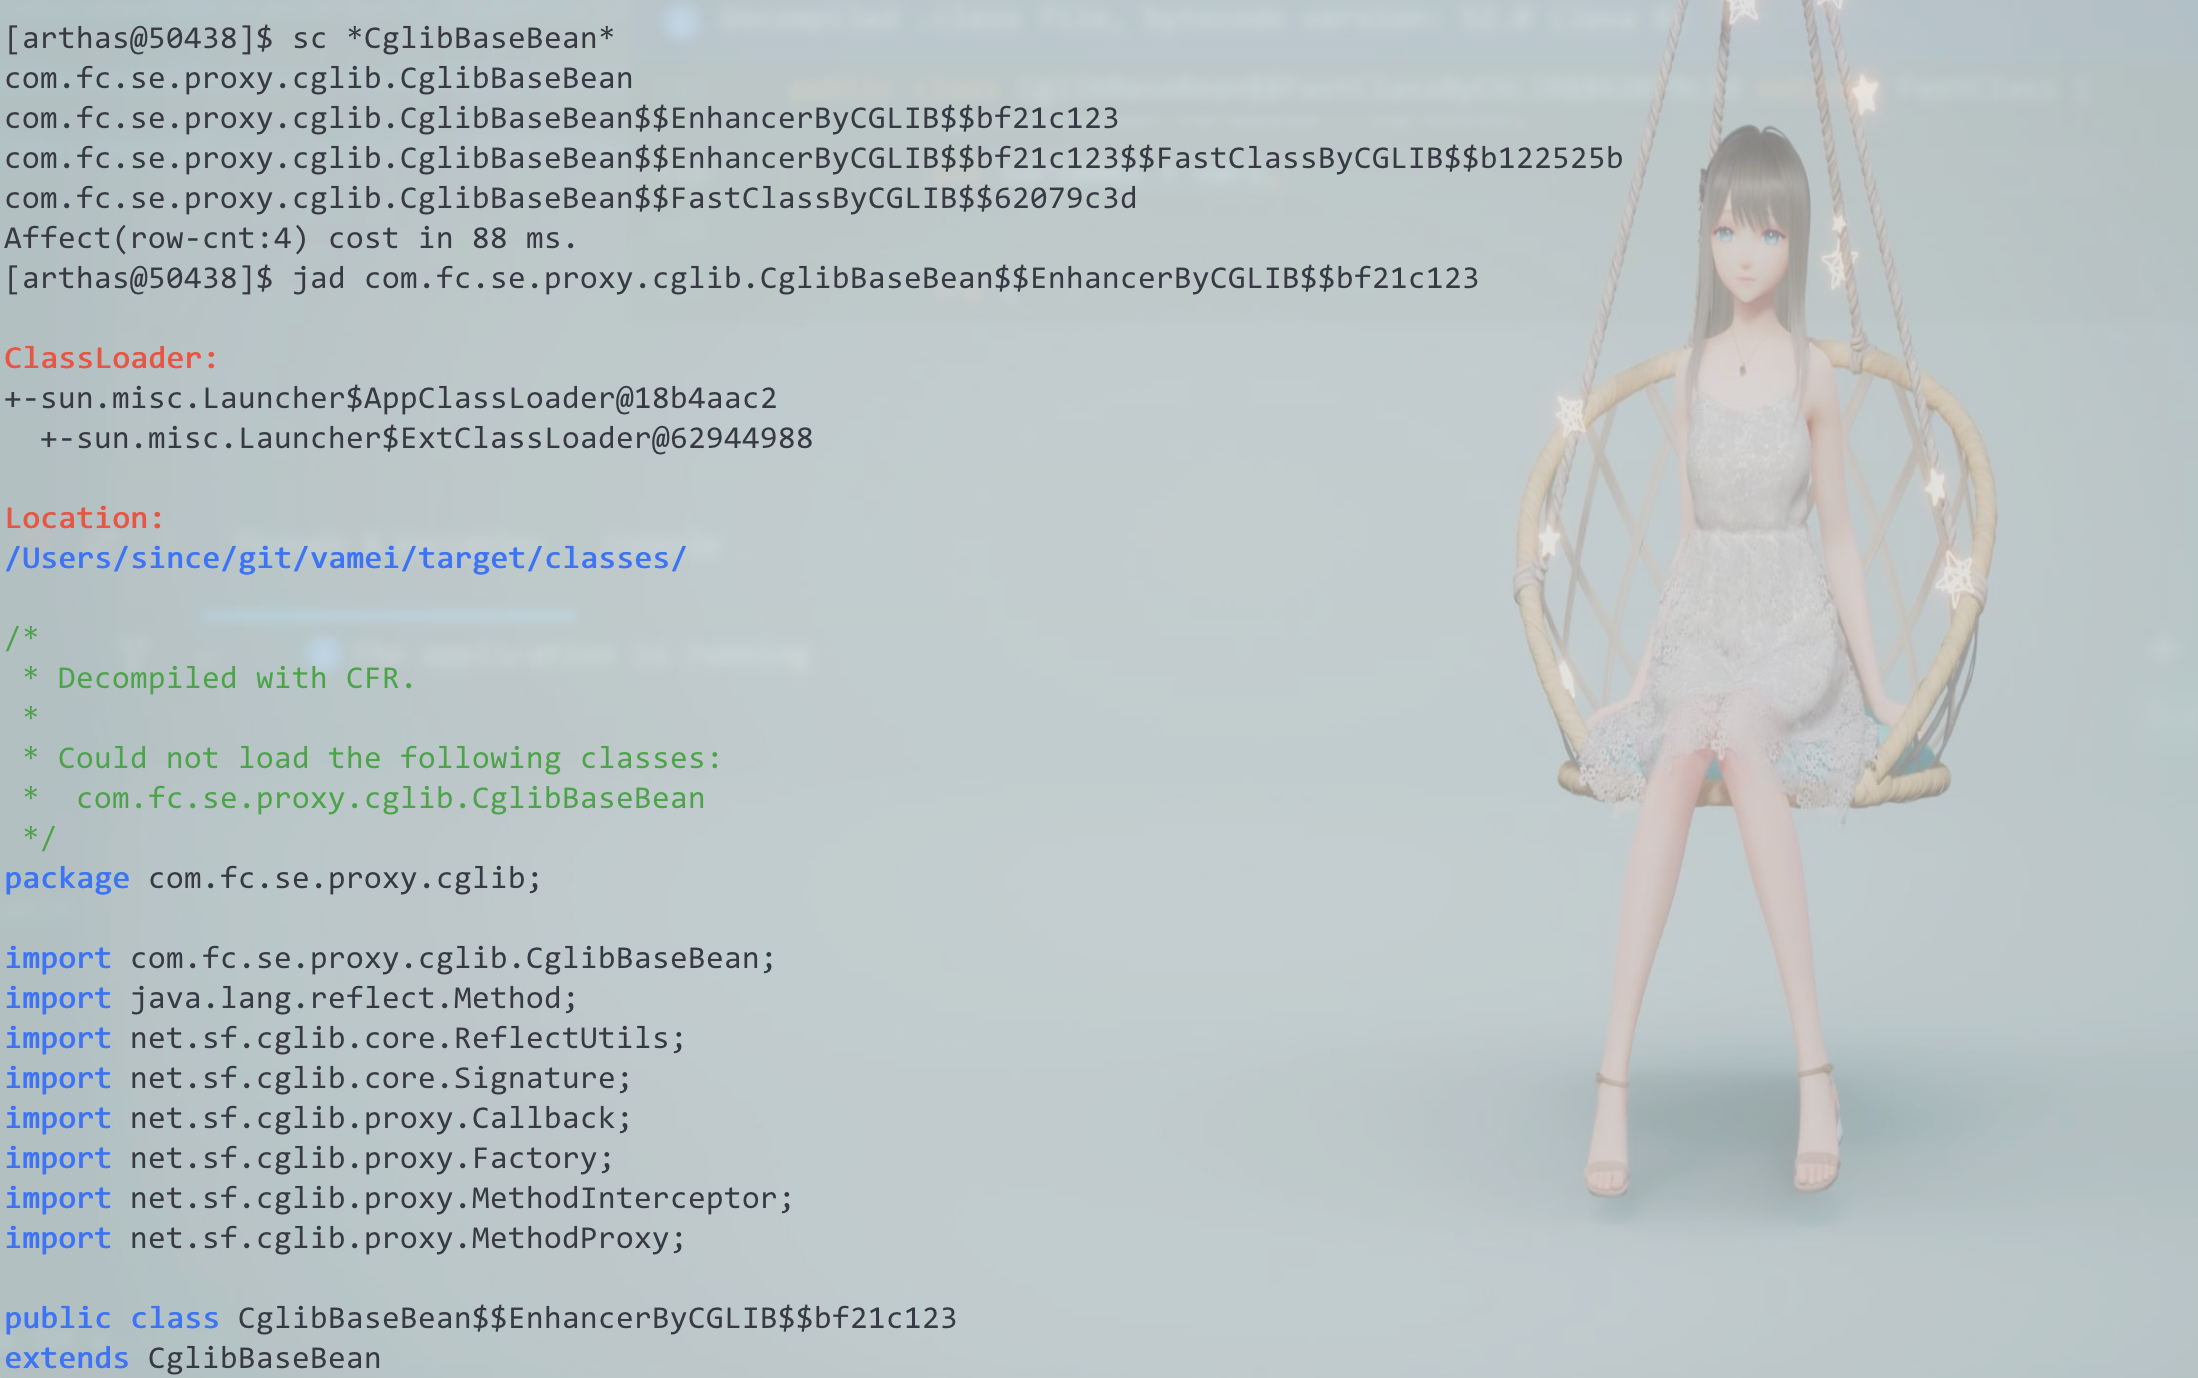 [arthas@50438]$ sc *CglibBaseBean*
com.fc.se.proxy.cglib.CglibBaseBean
com.fc.se.proxy.cglib.CglibBaseBean$$EnhancerByCGLIB$$bf21c123
com.fc.se.proxy.cglib.CglibBaseBean$$EnhancerByCGLIB$$bf21c123$$FastClassByCGLIB$$b122525b
com.fc.se.proxy.cglib.CglibBaseBean$$FastClassByCGLIB$$62079c3d
Affect(row-cnt:4) cost in 88 ms.
[arthas@50438]$ jad com.fc.se.proxy.cglib.CglibBaseBean$$EnhancerByCGLIB$$bf21c123
ClassLoader:
+-sun.misc.Launcher$AppClassLoader@18b4aac2
  +-sun.misc.Launcher$ExtClassLoader@62944988
Location:
/Users/since/git/vamei/target/classes/
/*
 * Decompiled with CFR.
 *
 * Could not load the following classes:
 *  com.fc.se.proxy.cglib.CglibBaseBean
 */
package com.fc.se.proxy.cglib;
import com.fc.se.proxy.cglib.CglibBaseBean;
import java.lang.reflect.Method;
import net.sf.cglib.core.ReflectUtils;
import net.sf.cglib.core.Signature;
import net.sf.cglib.proxy.Callback;
import net.sf.cglib.proxy.Factory;
import net.sf.cglib.proxy.MethodInterceptor;
import net.sf.cglib.proxy.MethodProxy;
public class CglibBaseBean$$EnhancerByCGLIB$$bf21c123
extends CglibBaseBean